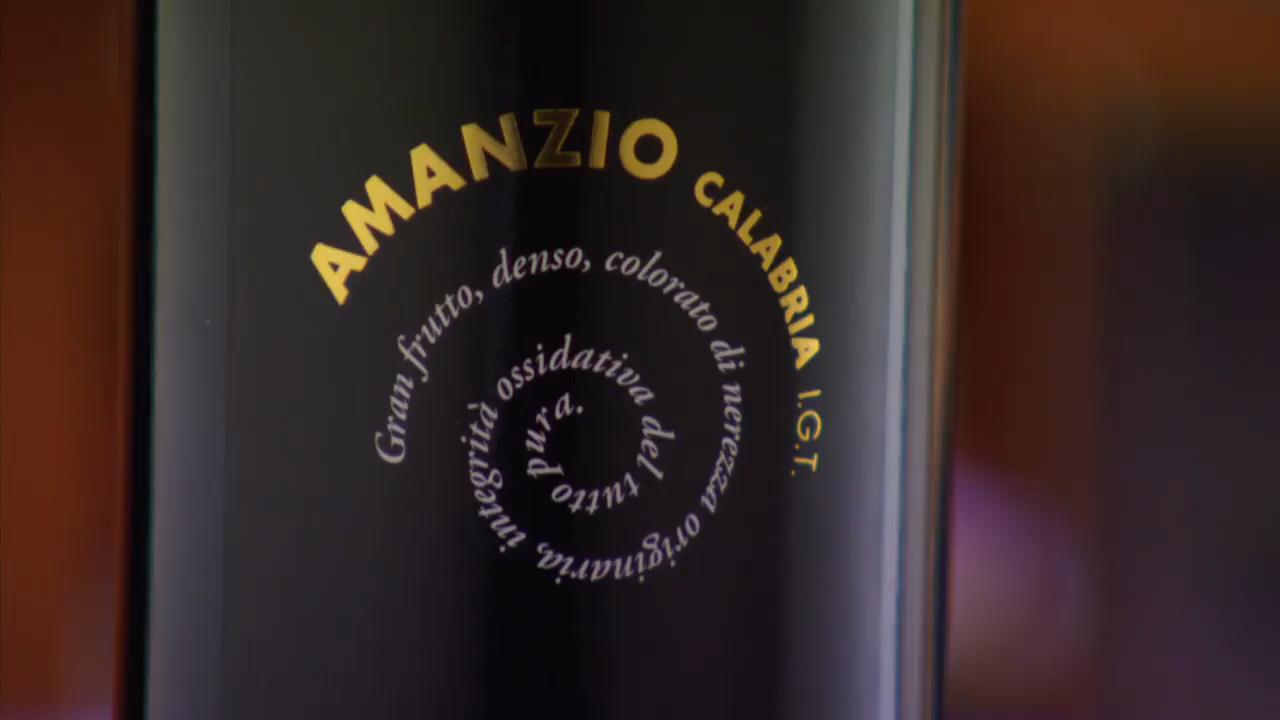 AMANZIO CALABRIA I.G.T.
Gran frutto, denso, colorato di nerezza originaria, integrità ossidativa del tutto pura.